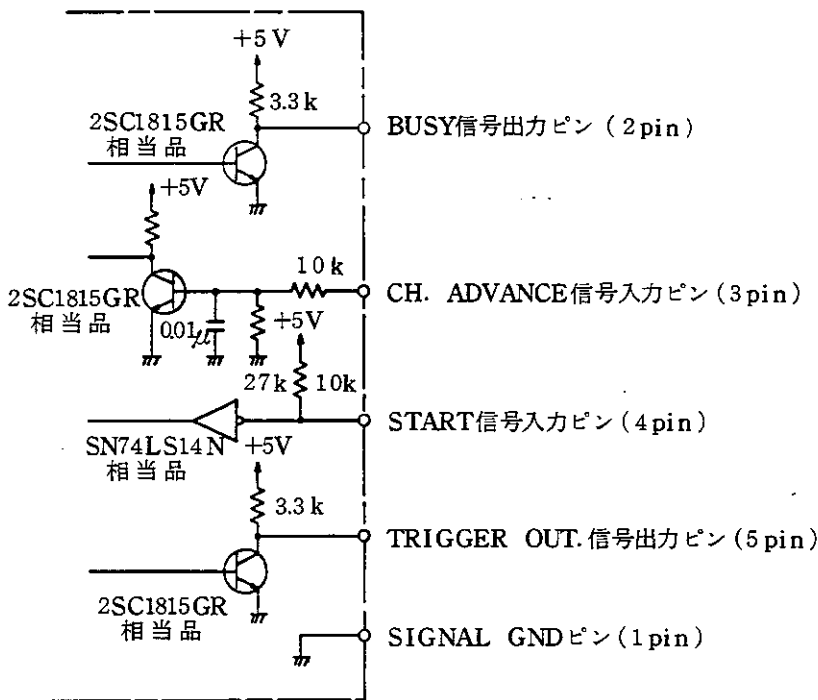 +5V
3.3k
2SC1815GR
相当品
BUSY信号出力ピン(2pin)
+5V
10k
2SC1815GR
相当品
CH. ADVANCE信号入力ピン(3pin)
0.01μ
+5V
27k
10k
START信号入力ピン(4pin)
SN74LS14N
相当品
+5V
3.3k
TRIGGER OUT.信号出力ピン(5pin)
2SC1815GR
相当品
SIGNAL GNDピン(1pin)